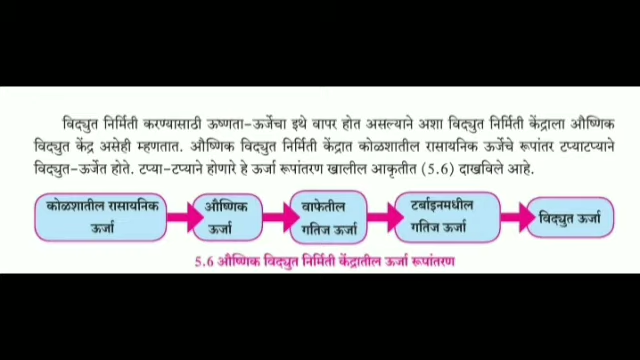 विद्युत निर्मिती करण्यासाठी ऊष्णता-ऊर्जेचा इथे वापर होत असल्याने अशा विद्युत निर्मिती केंद्राला औष्णिक
विद्युत केंद्र असेही म्हणतात. औष्णिक विद्युत निर्मिती केंद्रात कोळशातील रासायनिक ऊर्जेचे रूपांतर टप्याटप्याने
विद्युत-ऊर्जेत होते. टप्या-टप्याने होणारे हे ऊर्जा रूपांतरण खालील आकृतीत (5.6) दाखविले आहे.
कोळशातील रासायनिक
ऊर्जा
औष्णिक
ऊर्जा
वाफेतील
गतिज ऊर्जा
टर्बाइनमधील
गतिज ऊर्जा
विद्युत ऊर्जा
5.6 औष्णिक विद्युत निर्मिती केंद्रातील ऊर्जा रूपांतरण